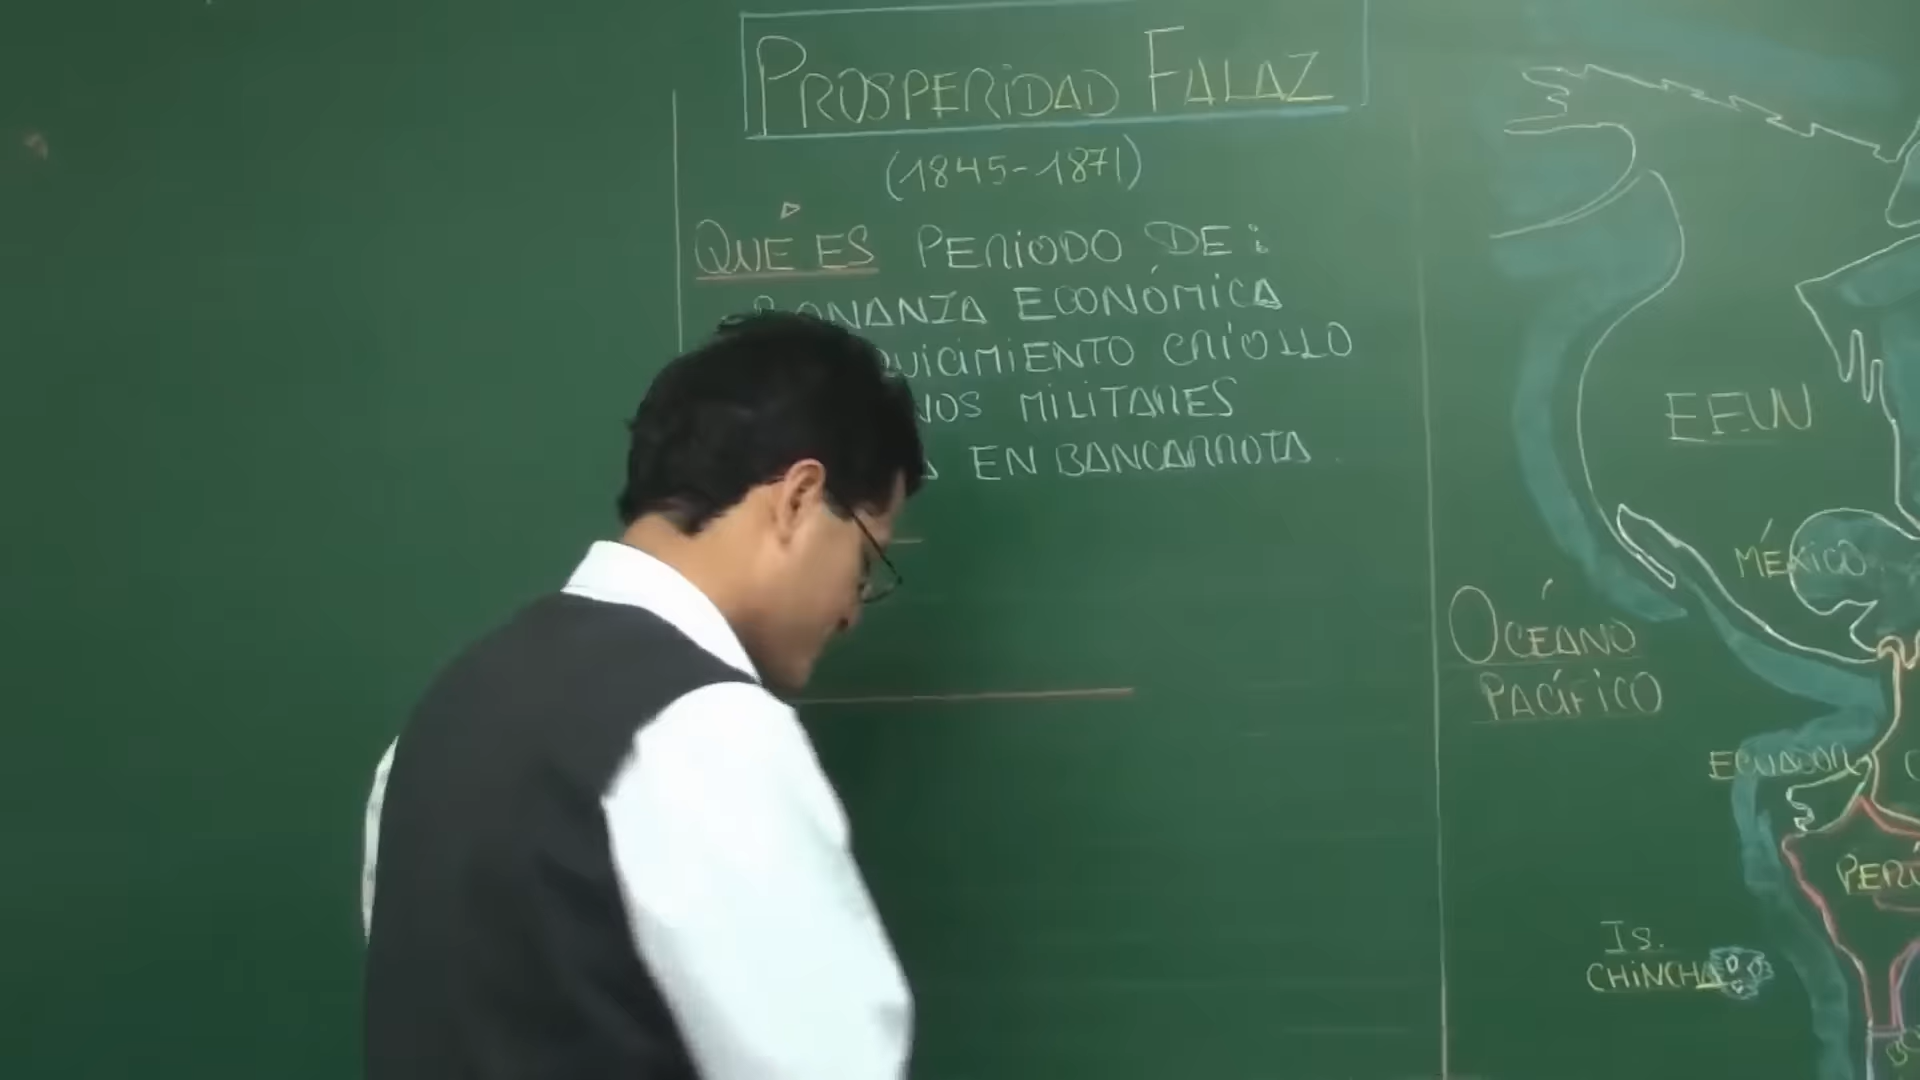 PROSPERIDAD FALAZ
(1845-1871)
QUÉ ES PERIODO DE:
BONANZA ECONÓMICA
CRIOLLO
MILITARES
EN BANCARROTA.
EEUU
MÉXICO
OCÉANO
PACÍFICO
ECUADOR
PERÚ
Is.
CHINCHA